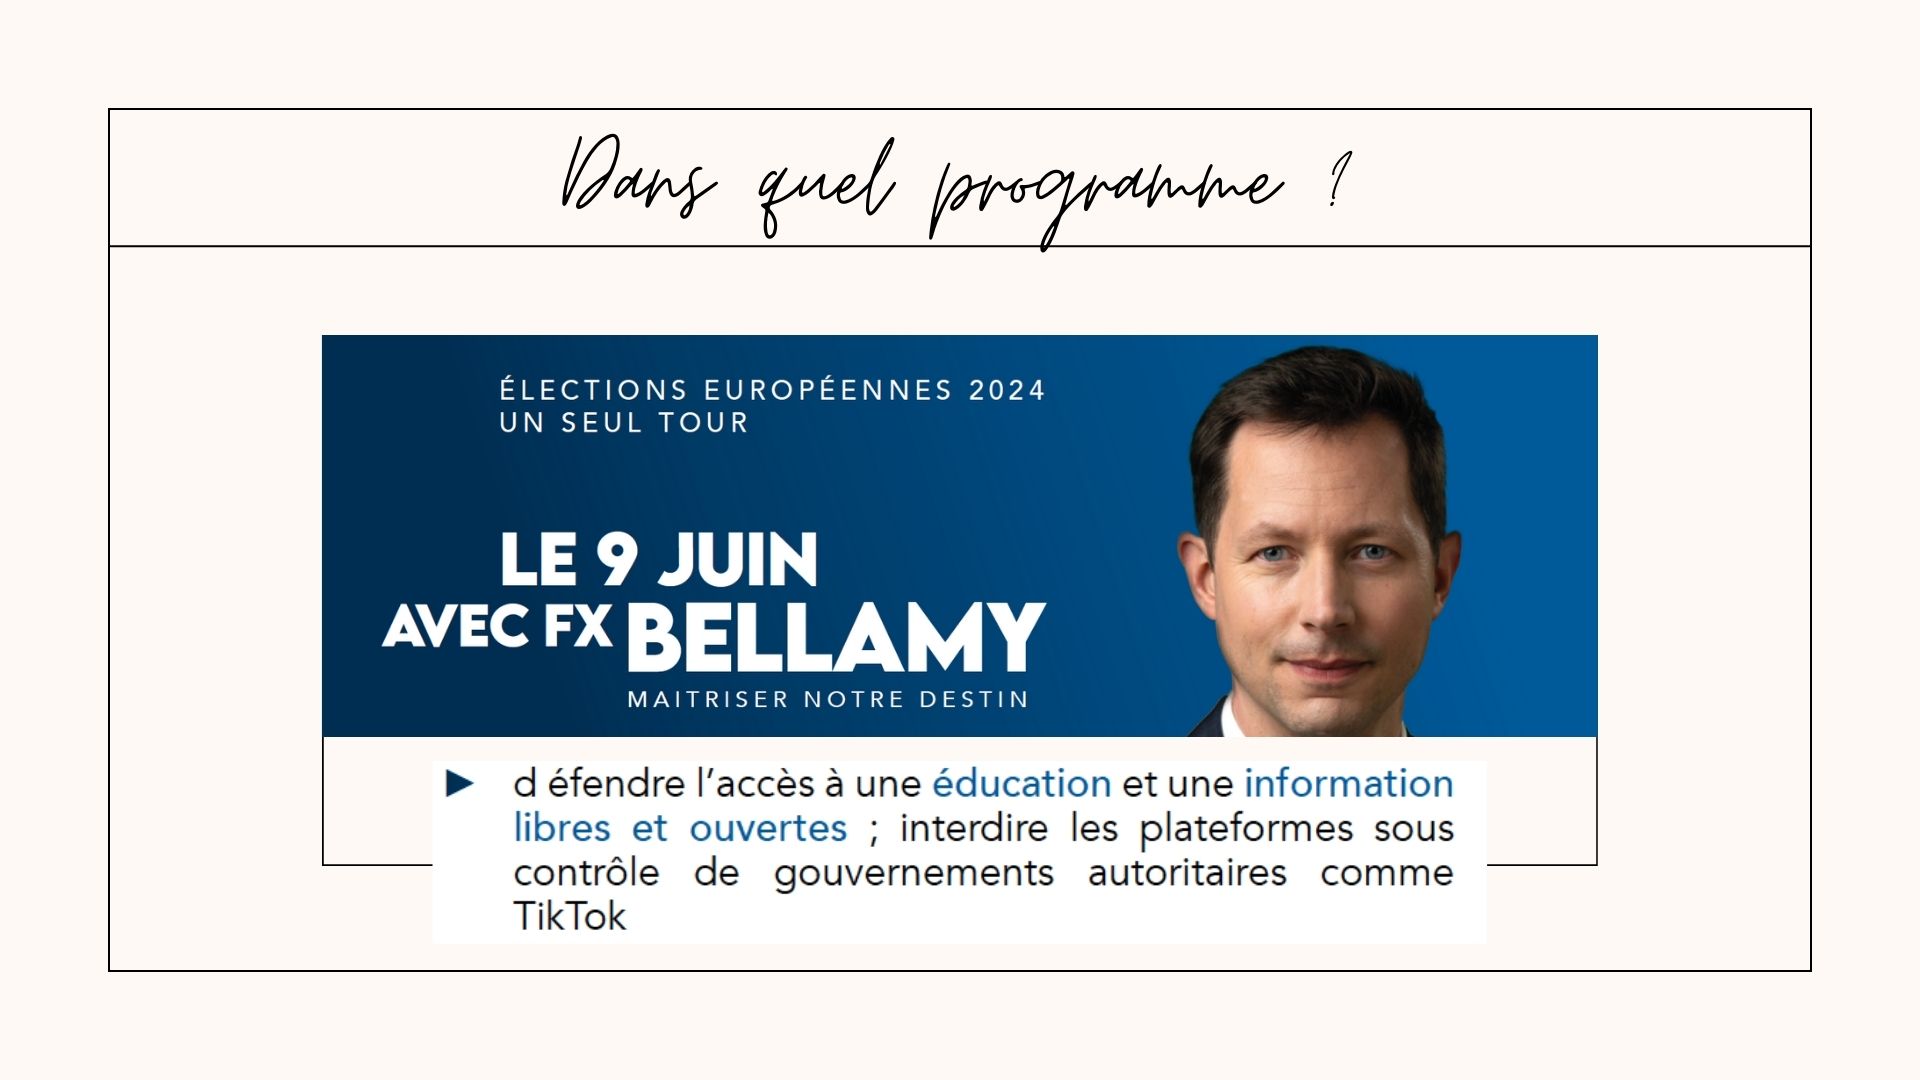 Dans quel programme ?
ÉLECTIONS EUROPÉENNES 2024
UN SEUL TOUR
LE 9 JUIN
AVEC FX BELLAMY
MAITRISER NOTRE DESTIN
► d éfendre l’accès à une éducation et une information
libres et ouvertes ; interdire les plateformes sous
contrôle de gouvernements autoritaires comme
TikTok